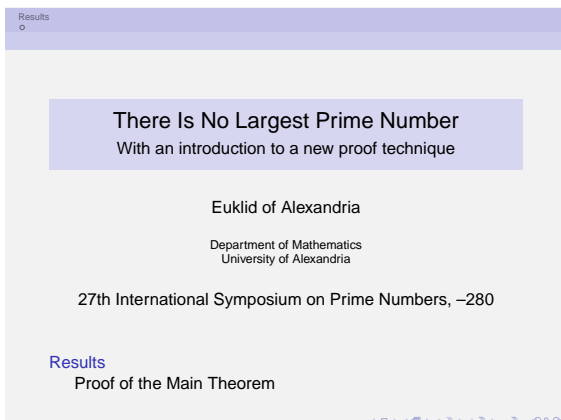 Results
There Is No Largest Prime Number
With an introduction to a new proof technique
Euklid of Alexandria
Department of Mathematics
University of Alexandria
27th International Symposium on Prime Numbers, –280
Results
Proof of the Main Theorem